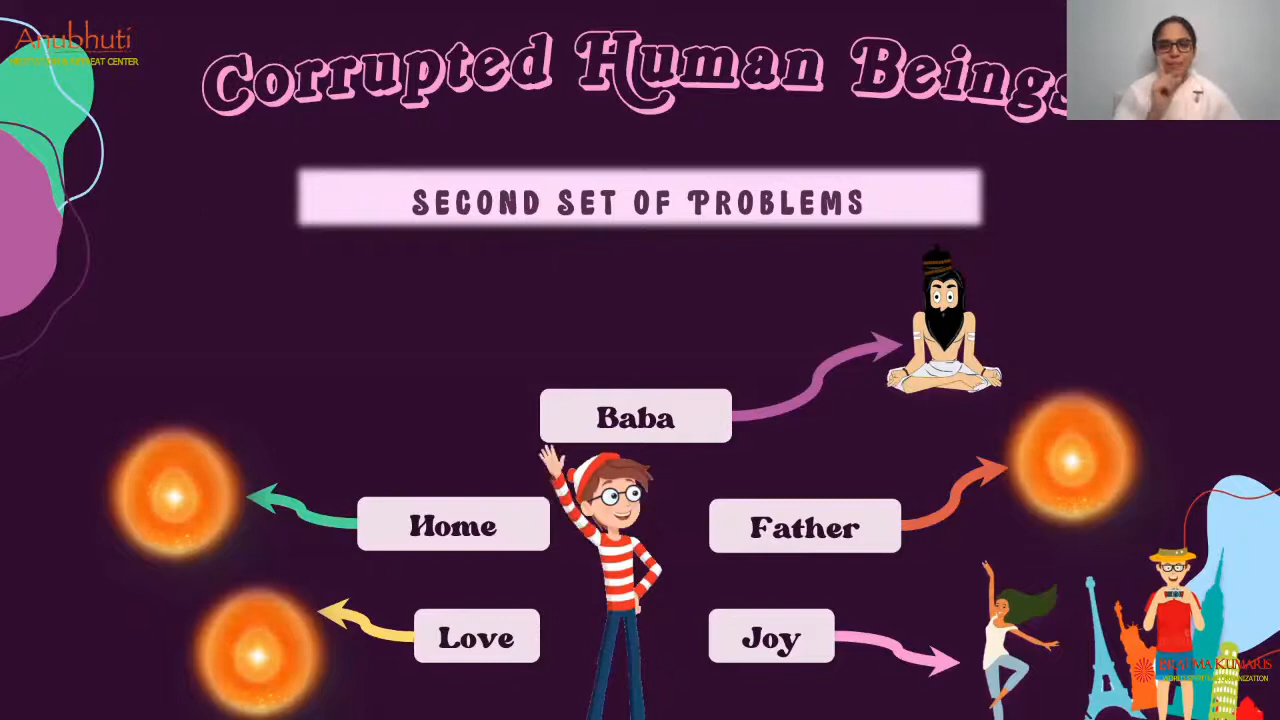 Anubhuti
Corrupted Human Beings
SECOND SET OF PROBLEMS
Baba
Home
Father
Love
Joy
BRAHMA KUMARIS